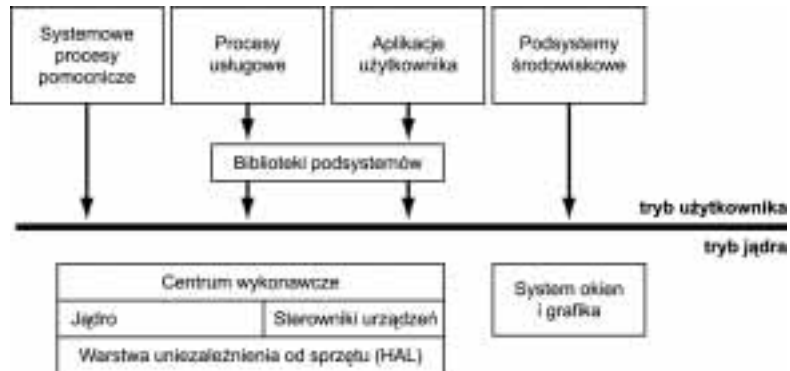 Systemowe
procesy
pomocnicze
Procesy
usługowe
Aplikacje
użytkownika
Podsystemy
środowiskowe
Biblioteki podsystemów
tryb użytkownika
tryb jądra
Centrum wykonawcze
Jądro
Sterowniki urządzeń
Warstwa uniezależnienia od sprzętu (HAL)
System okien
i grafika